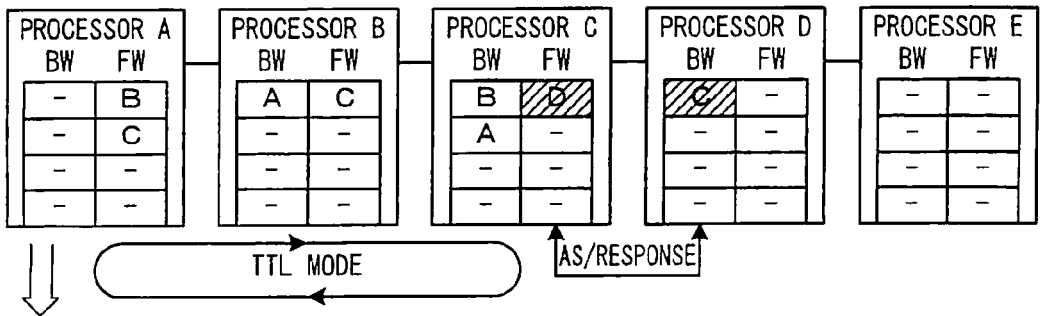 PROCESSOR A PROCESSOR B PROCESSOR C PROCESSOR D PROCESSOR E
BW FW BW FW BW FW BW FW BW FW
- B A C B D C - - -
- C - - A - - - - -
- - - - - - - - - -
- - - - - - - - - -
TTL MODE AS/RESPONSE